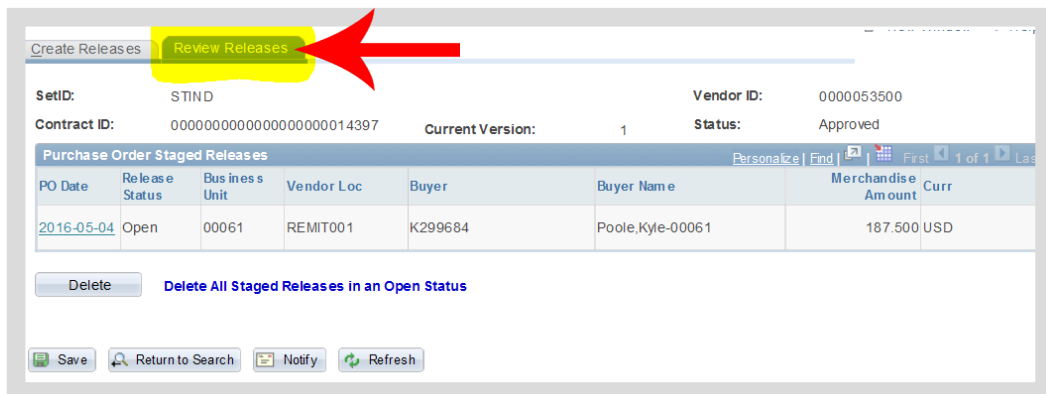 Create Releases Review Releases
SetID: STIND Vendor ID: 0000053500
Contract ID: 0000000000000000000014397 Current Version: 1 Status: Approved
Purchase Order Staged Releases Personalize | Find | | First 1 of 1 Las
PO Date Release Status Business Unit Vendor Loc Buyer Buyer Name Merchandise Amount Curr
2016-05-04 Open 00061 REMIT001 K299684 Poole,Kyle-00061 187.500 USD
Delete Delete All Staged Releases in an Open Status
Save Return to Search Notify Refresh